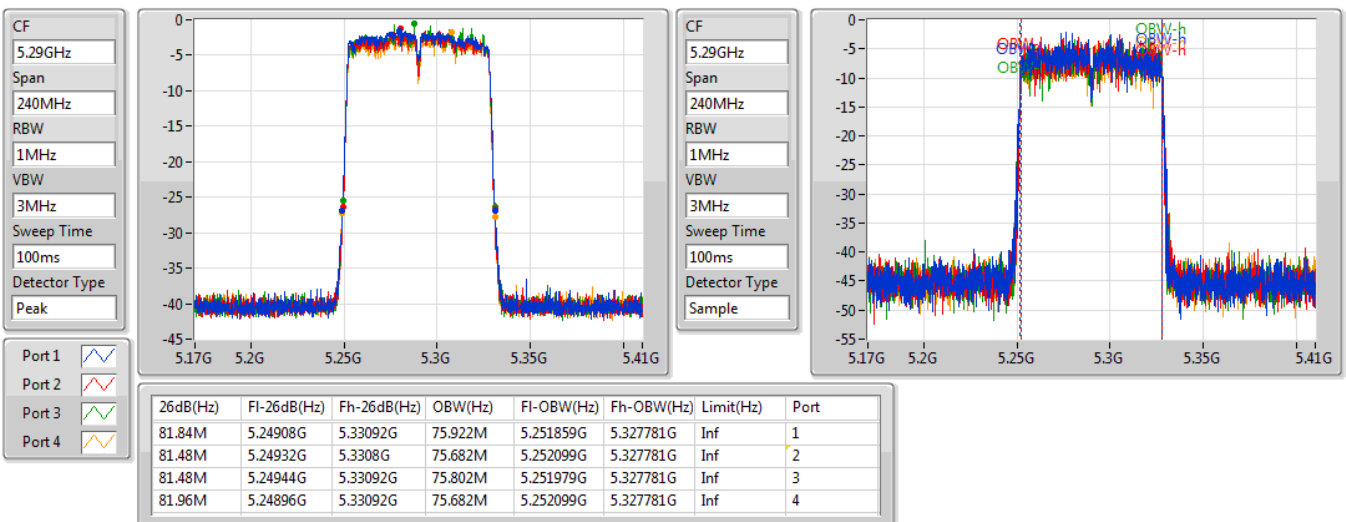 CF
5.29GHz
Span
240MHz
RBW
1MHz
VBW
3MHz
Sweep Time
100ms
Detector Type
Peak
0
-5
-10
-15
-20
-25
-30
-35
-40
-45
5.17G 5.2G 5.25G 5.3G 5.35G 5.41G
CF
5.29GHz
Span
240MHz
RBW
1MHz
VBW
3MHz
Sweep Time
100ms
Detector Type
Sample
0
-5
-10
-15
-20
-25
-30
-35
-40
-45
-50
-55
OBW-h
5.17G 5.2G 5.25G 5.3G 5.35G 5.41G
Port 1
Port 2
Port 3
Port 4
26dB(Hz) Fl-26dB(Hz) Fh-26dB(Hz) OBW(Hz) Fl-OBW(Hz) Fh-OBW(Hz) Limit(Hz) Port
81.84M 5.24908G 5.33092G 75.922M 5.251859G 5.327781G Inf 1
81.48M 5.24932G 5.3308G 75.682M 5.252099G 5.327781G Inf 2
81.48M 5.24944G 5.33092G 75.802M 5.251979G 5.327781G Inf 3
81.96M 5.24896G 5.33092G 75.682M 5.252099G 5.327781G Inf 4